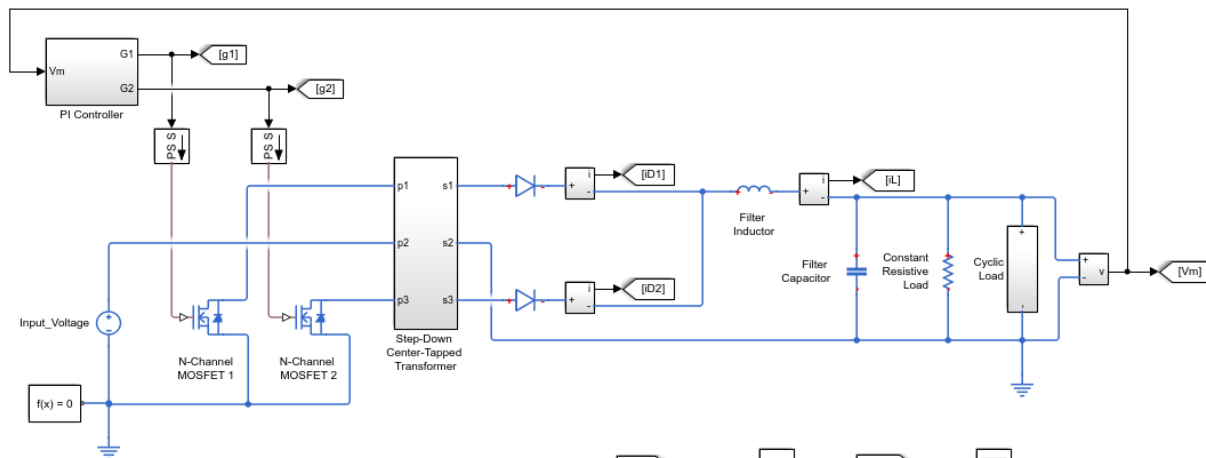 Vm
G1
G2
[g1]
[g2]
PI Controller
PS S
PS S
p1
p2
p3
s1
s2
s3
Step-Down
Center-Tapped
Transformer
Input_Voltage
N-Channel
MOSFET 1
N-Channel
MOSFET 2
f(x) = 0
i
[iD1]
i
[iD2]
Filter
Inductor
i
[iL]
Filter
Capacitor
Constant
Resistive
Load
Cyclic
Load
v
[Vm]